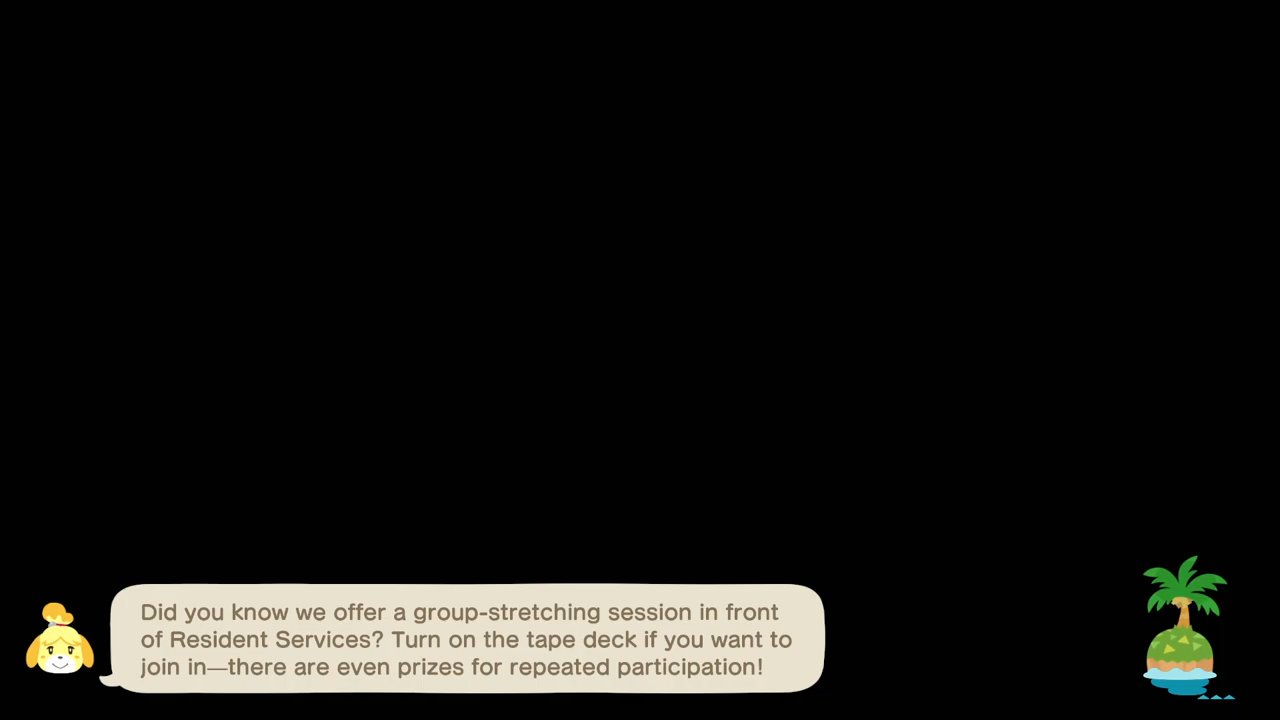 Did you know we offer a group-stretching session in front
of Resident Services? Turn on the tape deck if you want to
join in—there are even prizes for repeated participation!